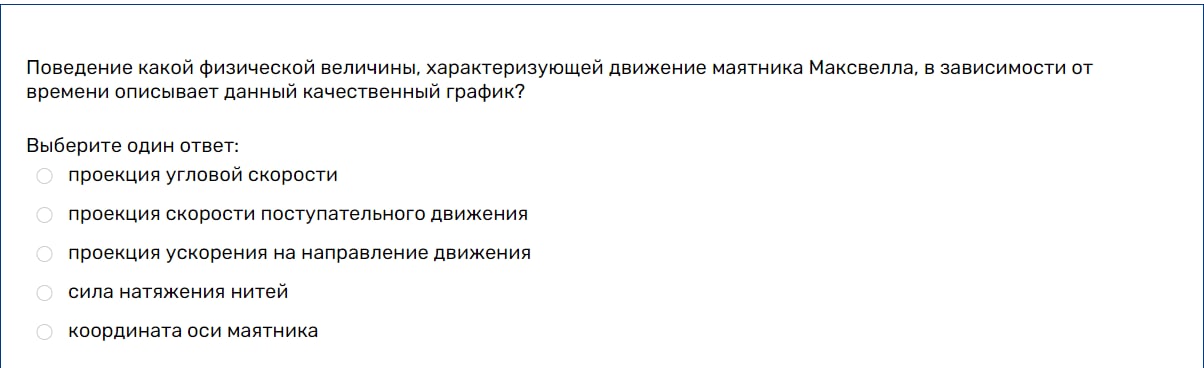 Поведение какой физической величины, характеризующей движение маятника Максвелла, в зависимости от
времени описывает данный качественный график?
Выберите один ответ:
проекция угловой скорости
проекция скорости поступательного движения
проекция ускорения на направление движения
сила натяжения нитей
координата оси маятника